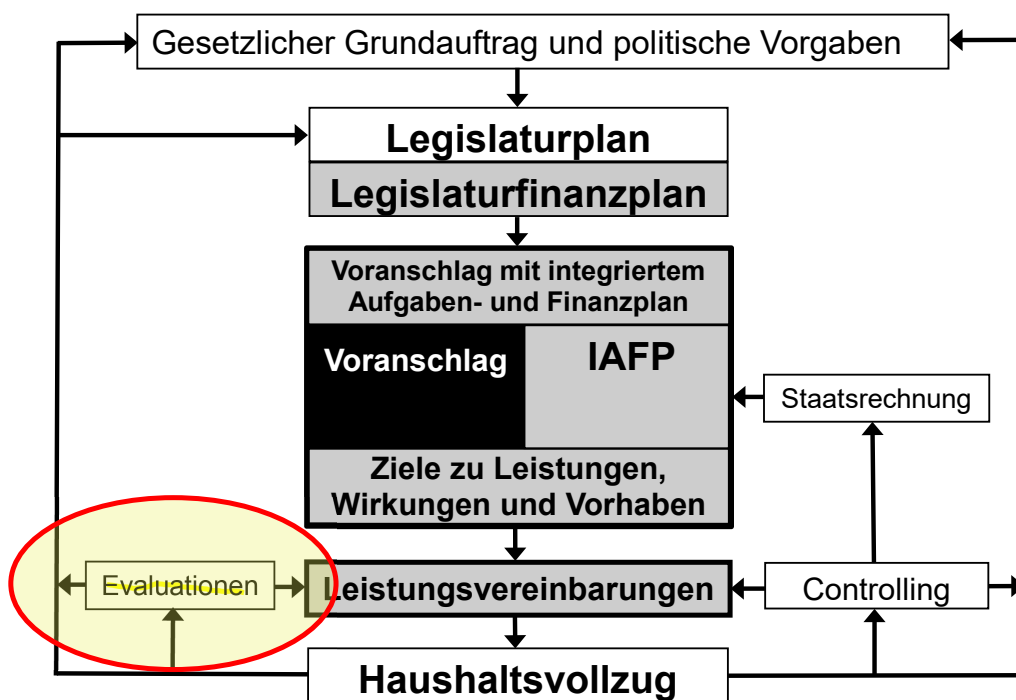 Gesetzlicher Grundauftrag und politische Vorgaben
Legislaturplan
Legislaturfinanzplan
Voranschlag mit integriertem
Aufgaben- und Finanzplan
Voranschlag
IAFP
Staatsrechnung
Ziele zu Leistungen,
Wirkungen und Vorhaben
Evaluationen
Leistungsvereinbarungen
Controlling
Haushaltsvollzug